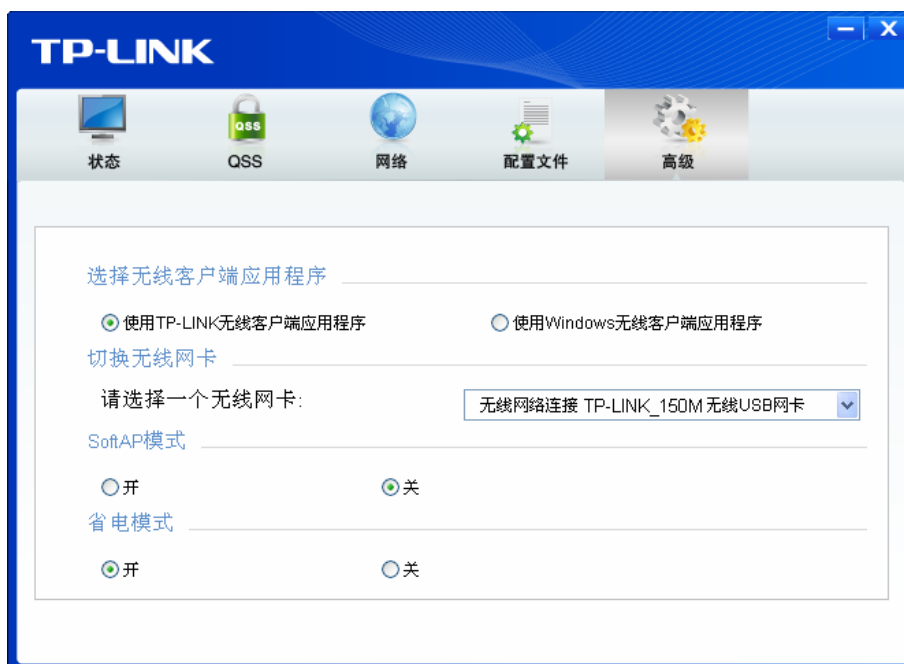 TP-LINK
QSS
状态
QSS
网络
配置文件
高级
选择无线客户端应用程序
使用TP-LINK无线客户端应用程序 使用Windows无线客户端应用程序
切换无线网卡
请选择一个无线网卡: 无线网络连接 TP-LINK_150M 无线USB网卡
SoftAP模式
开 关
省电模式
开 关